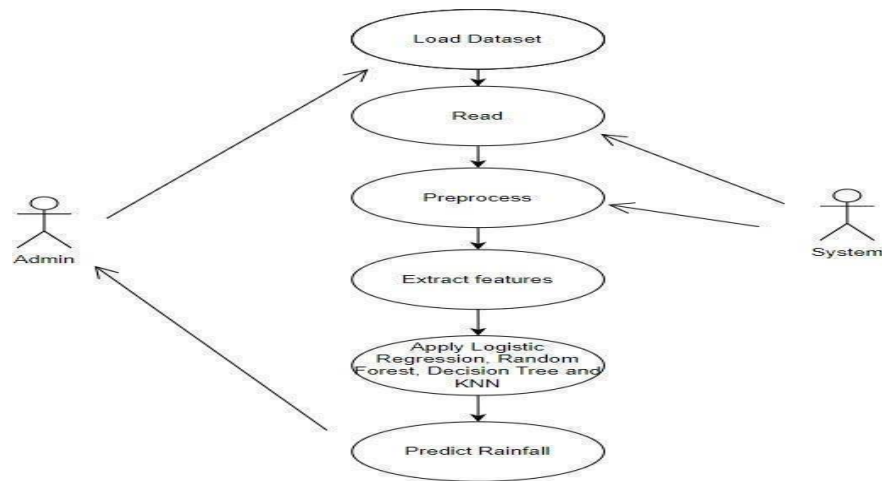 Load Dataset
Read
Preprocess
Admin
System
Extract features
Apply Logistic
Regression, Random
Forest, Decision Tree and
KNN
Predict Rainfall